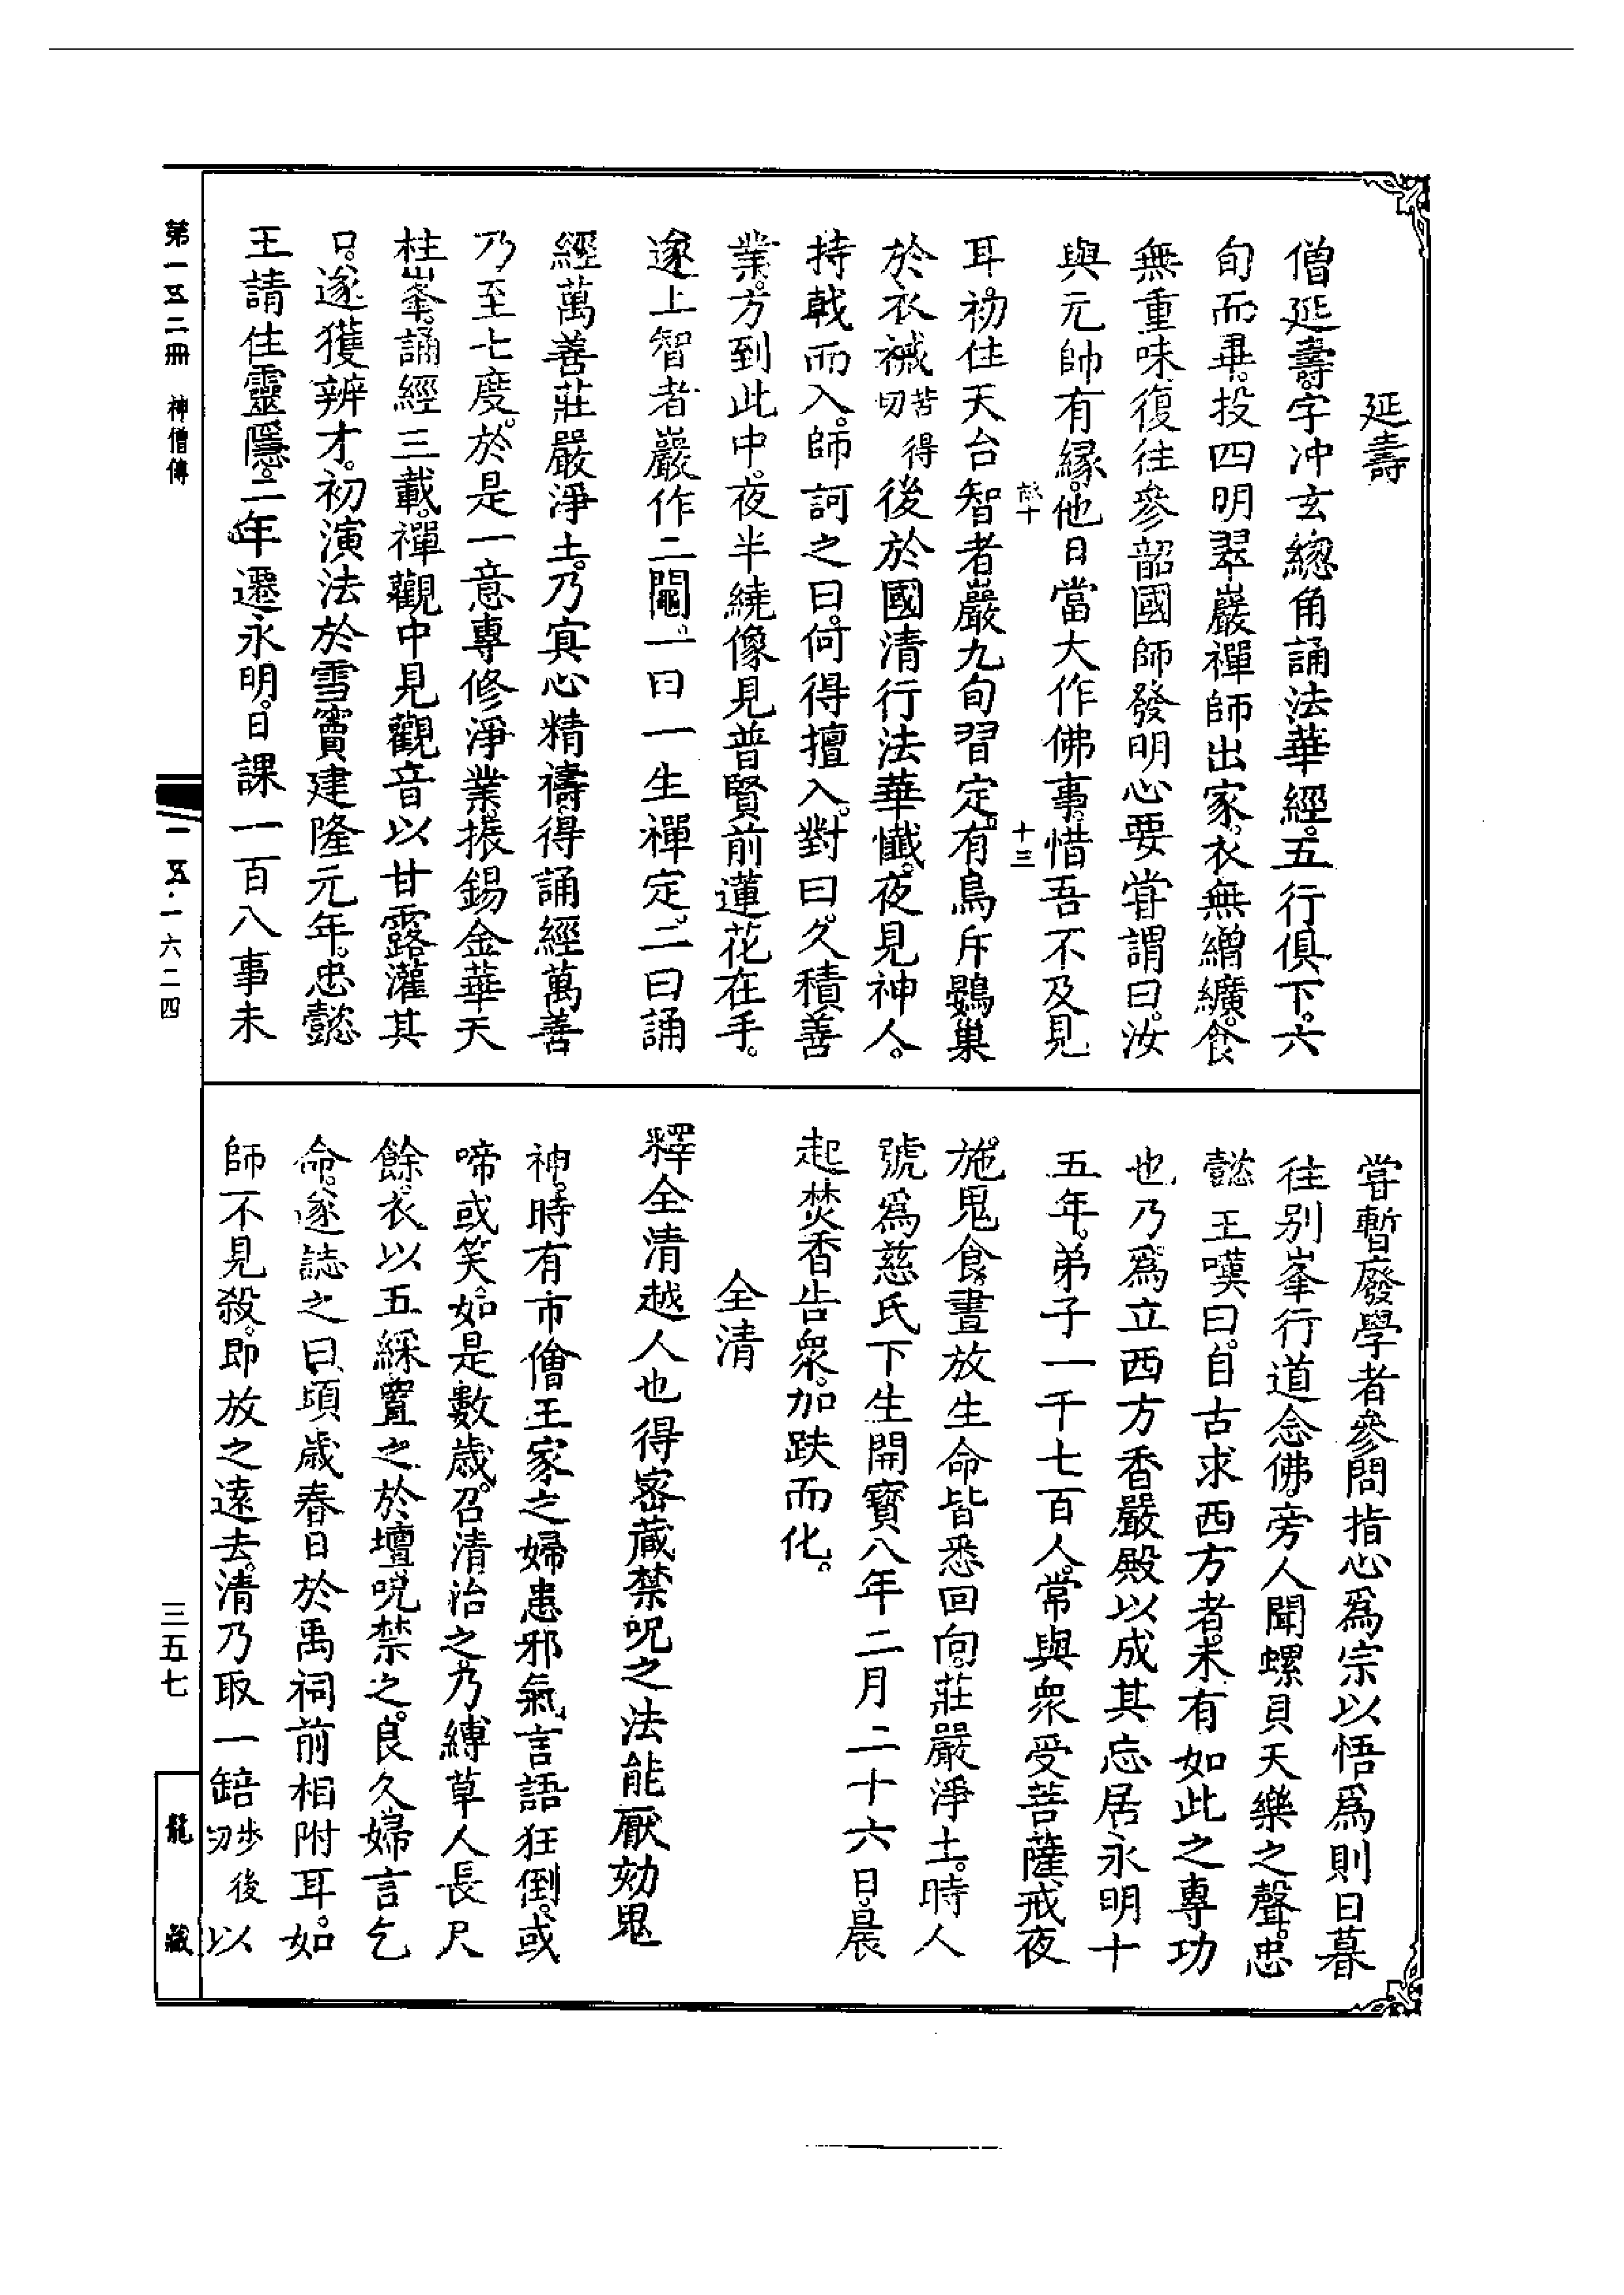 延壽
僧延壽。字冲玄總角誦法華經。五行俱下。六
旬而畢。投四明翠巖禪師出家。衣無繒纊。食
無重味復往參韶國師發明心要甞謂曰。汝
與元帥有緣。他日當大作佛事。惜吾不及見
十三
耳。初住天台智者巖九旬習定。有鳥斥鷃巢
於衣裓苦得切後於國清行法華懺。夜見神人。
持戟而入。師訶之曰。何得擅入。對曰。久積善
業。方到此中。夜半繞像見普賢前蓮花在手。
遂上智者巖作二鬮。一曰一生禪定。二曰誦
經萬善莊嚴淨土。乃冥心精禱。得誦經萬善
乃至七度。於是一意專修淨業。振錫金華天
柱峯。誦經三載。禪觀中見觀音以甘露灌其
口。遂獲辨才。初演法於雪竇建隆元年。忠懿
王請住靈隱。二年遷永明。日課一百八事未
甞暫廢學者參問指心爲宗以悟爲則日暮
往别峯行道念佛。旁人聞螺貝天樂之聲。忠
懿王嘆曰。自古求西方者。未有如此之專功
也乃爲立西方香嚴殿以成其忘居永明十
五年。弟子一千七百人。常與衆受菩薩戒夜
施鬼食。晝放生命皆悉回向。莊嚴淨土。時人
號爲慈氏下生開寶八年二月二十六日。晨
起焚香告衆。加趺而化。
全清
釋全清越人也得密藏禁呪之法能厭劾鬼
神。時有市儈王家之婦患邪氣言語狂倒。或
啼或笑。如是數歲。召清治之。乃縛草人長尺
餘。衣以五綵置之於壇。呪禁之。良久婦言乞
命。遂誌之曰。頃歲春日於禹祠前相附耳。如
師不見殺。即放之遠去。清乃取一䍌步後切以
第一五二冊 神僧傳
一五·一六二四
三五七
龍藏